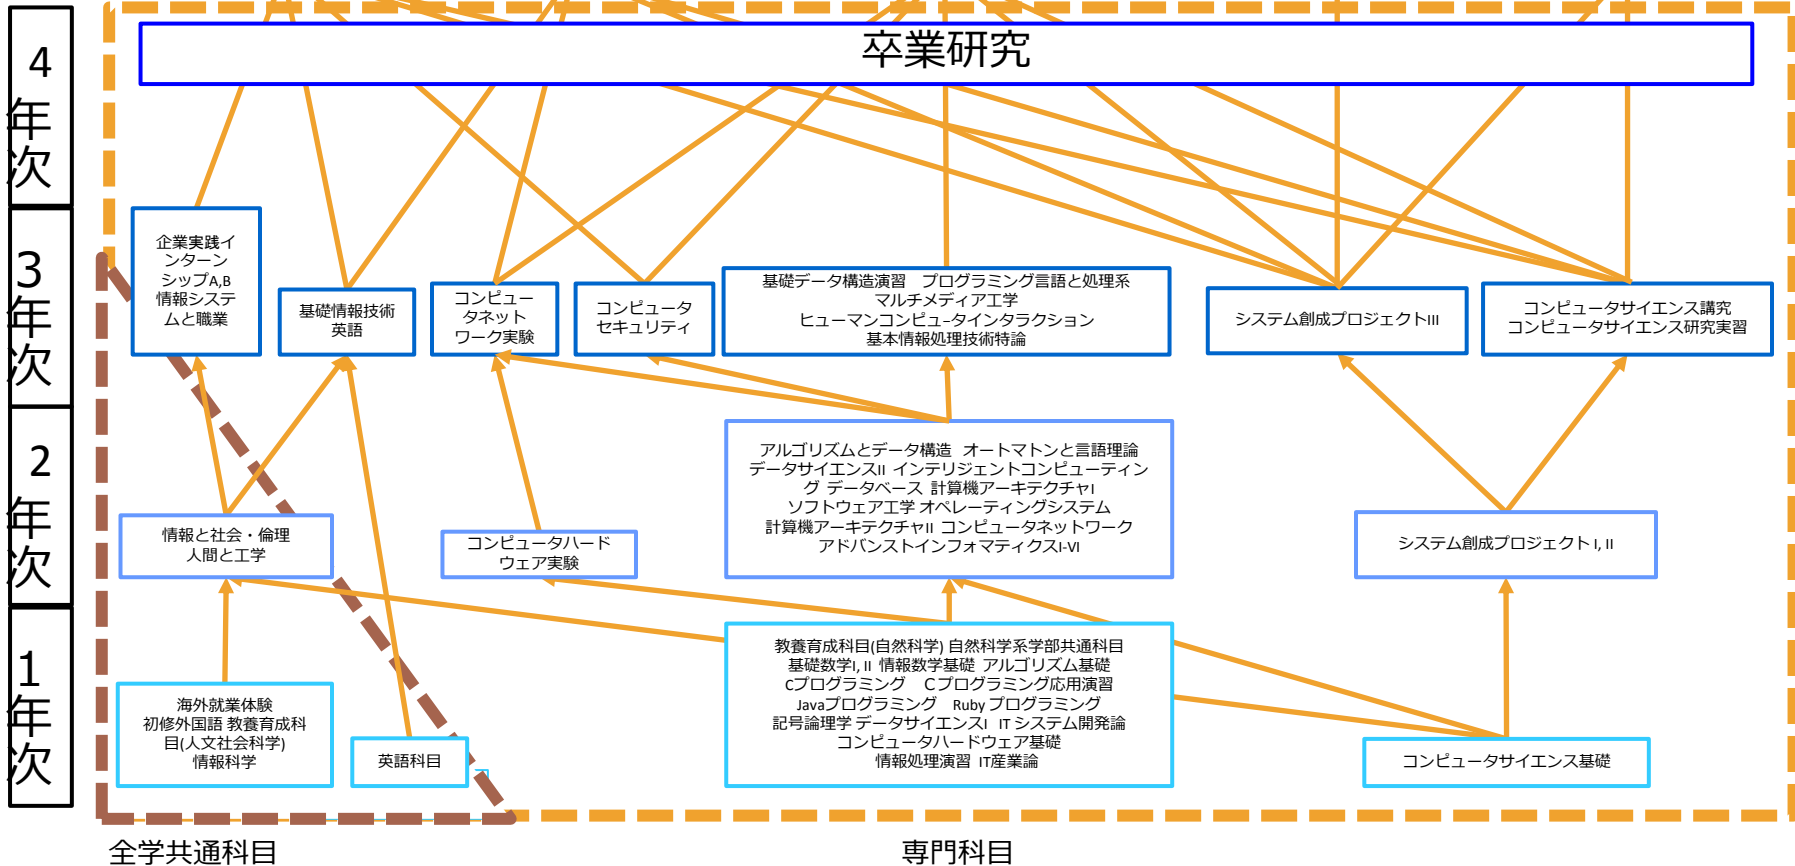 4
年
次
卒業研究
3
年
次
企業実践イ
ンターン
シップA,B
情報システ
ムと職業
基礎情報技術
英語
コンピュー
タネット
ワーク実験
コンピュータ
セキュリティ
基礎データ構造演習　プログラミング言語と処理系
マルチメディア工学
ヒューマンコンピュ−タインタラクション
基本情報処理技術特論
システム創成プロジェクトIII
コンピュータサイエンス講究
コンピュータサイエンス研究実習
2
年
次
情報と社会・倫理
人間と工学
コンピュータハード
ウェア実験
アルゴリズムとデータ構造　オートマトンと言語理論
データサイエンスII インテリジェントコンピューティン
グ データベース 計算機アーキテクチャI
ソフトウェア工学 オペレーティングシステム
計算機アーキテクチャII コンピュータネットワーク
アドバンストインフォマティクスI-VI
システム創成プロジェクト I, II
1
年
次
海外就業体験
初修外国語 教養育成科
目(人文社会科学)
情報科学
英語科目
教養育成科目(自然科学) 自然科学系学部共通科目
基礎数学I, II 情報数学基礎 アルゴリズム基礎
Cプログラミング　Ｃプログラミング応用演習
Javaプログラミング　Ruby プログラミング
記号論理学 データサイエンスI　IT システム開発論
コンピュータハードウェア基礎
情報処理演習 IT産業論
コンピュータサイエンス基礎
全学共通科目
専門科目